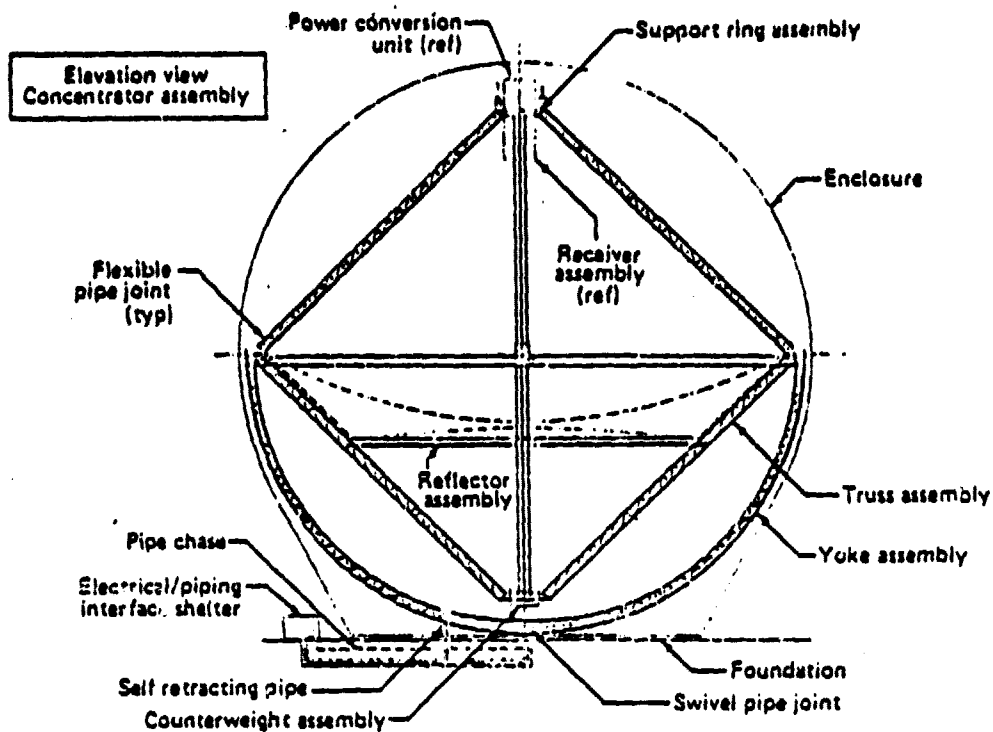 Power conversion
unit (ref)
Support ring assembly
Elevation view
Concentrator assembly
Enclosure
Receiver
assembly
(ref)
Flexible
pipe joint
(typ)
Reflector
assembly
Truss assembly
Pipe chase
Yoke assembly
Electrical/piping
interface shelter
Foundation
Self retracting pipe
Swivel pipe joint
Counterweight assembly